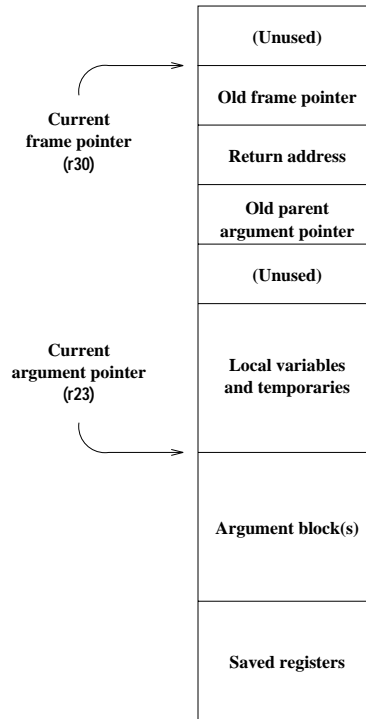 (Unused)
Old frame pointer
Current
frame pointer
(r30)
Return address
Old parent
argument pointer
(Unused)
Current
argument pointer
(r23)
Local variables
and temporaries
Argument block(s)
Saved registers